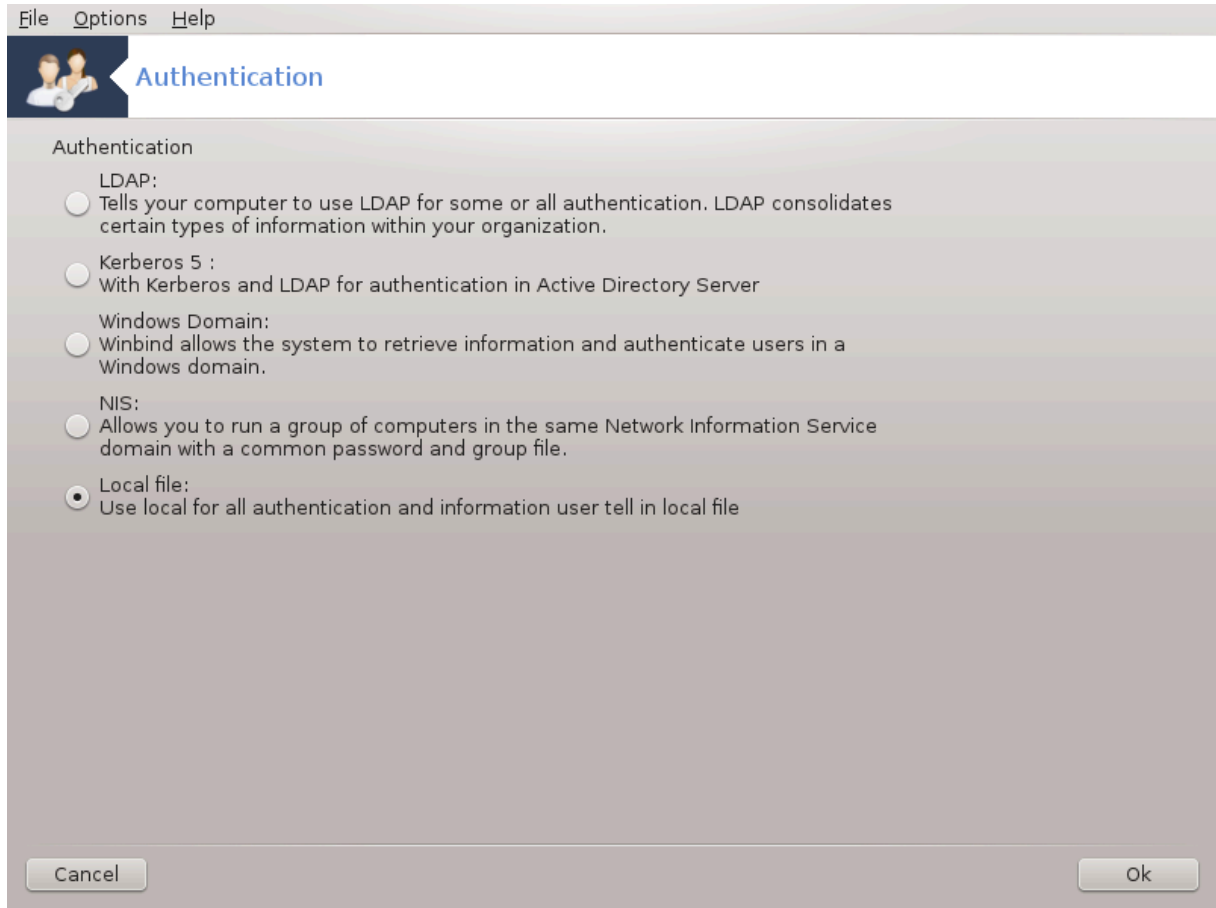 File Options Help
Authentication
Authentication
LDAP:
Tells your computer to use LDAP for some or all authentication. LDAP consolidates
certain types of information within your organization.
Kerberos 5 :
With Kerberos and LDAP for authentication in Active Directory Server
Windows Domain:
Winbind allows the system to retrieve information and authenticate users in a
Windows domain.
NIS:
Allows you to run a group of computers in the same Network Information Service
domain with a common password and group file.
Local file:
Use local for all authentication and information user tell in local file
Cancel Ok